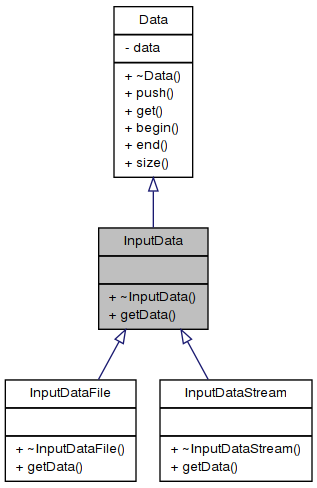 Data
- data
+ ~Data()
+ push()
+ get()
+ begin()
+ end()
+ size()
InputData
+ ~InputData()
+ getData()
InputDataFile
+ ~InputDataFile()
+ getData()
InputDataStream
+ ~InputDataStream()
+ getData()